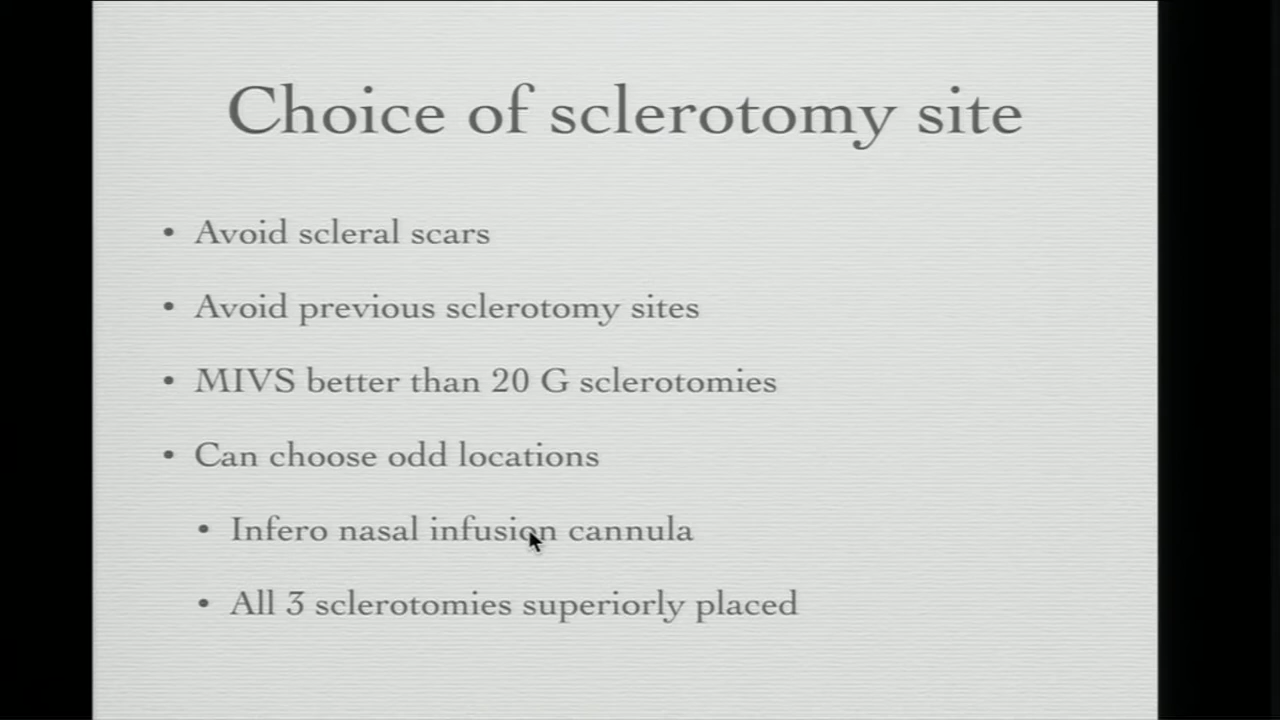 Choice of sclerotomy site
• Avoid scleral scars
• Avoid previous sclerotomy sites
• MIVS better than 20 G sclerotomies
• Can choose odd locations
• Infero nasal infusion cannula
• All 3 sclerotomies superiorly placed